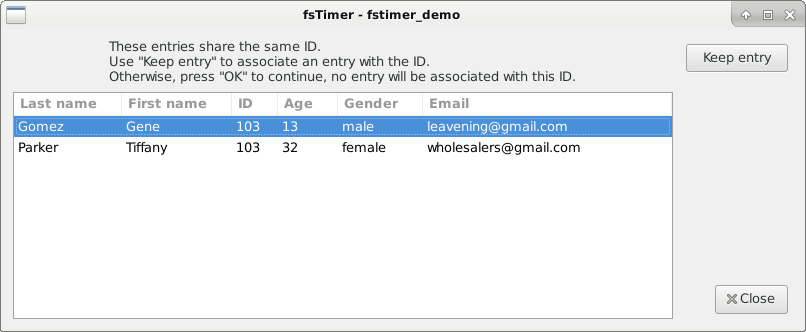 fsTimer - fstimer_demo
These entries share the same ID.
Use "Keep entry" to associate an entry with the ID.
Otherwise, press "OK" to continue, no entry will be associated with this ID.
Keep entry
Last name First name ID Age Gender Email
Gomez Gene 103 13 male leavening@gmail.com
Parker Tiffany 103 32 female wholesalers@gmail.com
Close